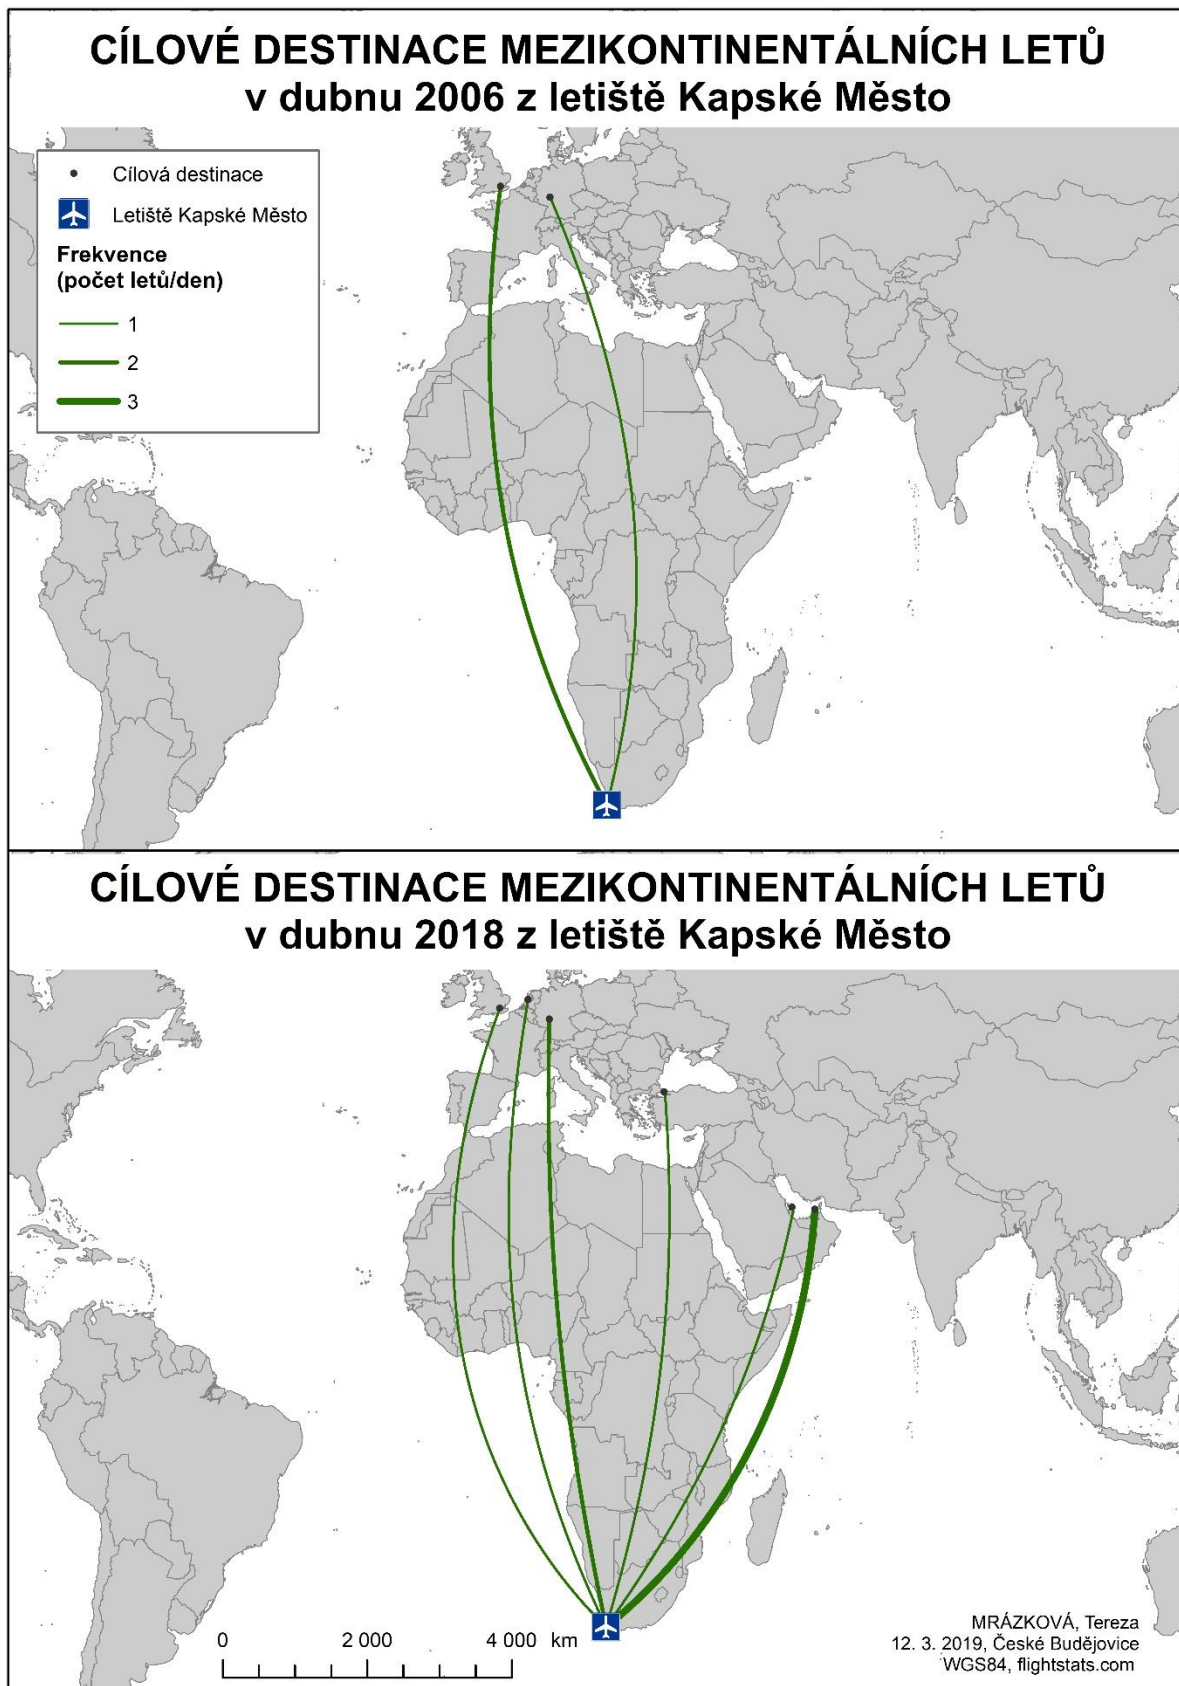 CÍLOVÉ DESTINACE MEZIKONTINENTÁLNÍCH LETŮ
v dubnu 2006 z letiště Kapské Město
Cílová destinace
Letiště Kapské Město
Frekvence
(počet letů/den)
1
2
3
CÍLOVÉ DESTINACE MEZIKONTINENTÁLNÍCH LETŮ
v dubnu 2018 z letiště Kapské Město
0 2 000 4 000 km
MRÁZKOVÁ, Tereza
12. 3. 2019, České Budějovice
WGS84, flightstats.com